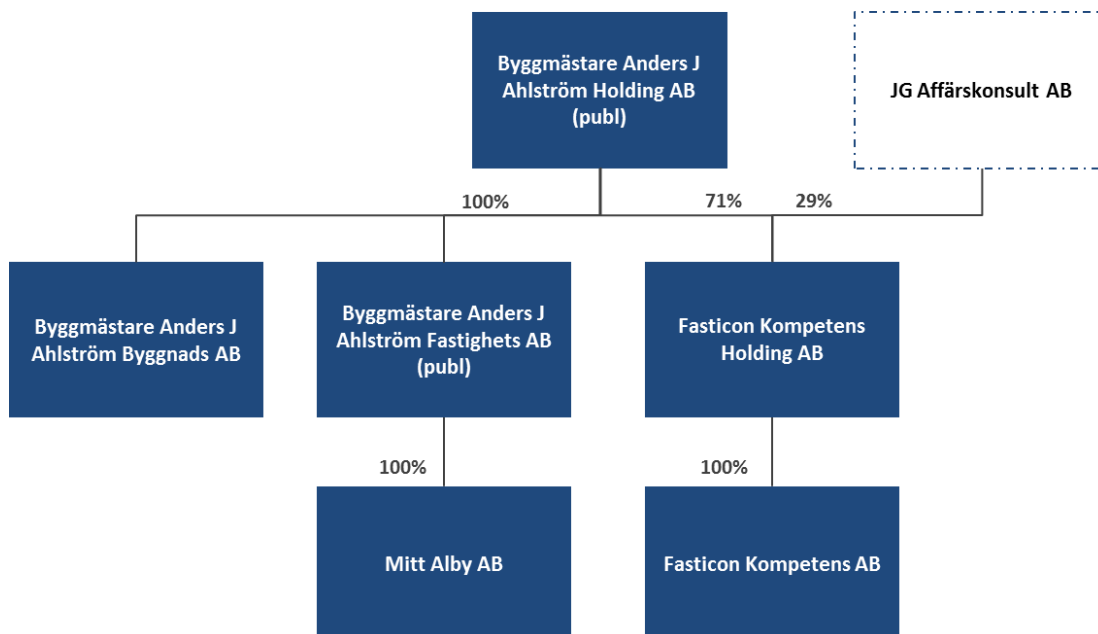 Byggmästare Anders J
Ahlström Holding AB
(publ)
JG Affärskonsult AB
100%
71%
29%
Byggmästare Anders J
Ahlström Byggnads AB
Byggmästare Anders J
Ahlström Fastighets AB
(publ)
Fasticon Kompetens
Holding AB
100%
100%
Mitt Alby AB
Fasticon Kompetens AB